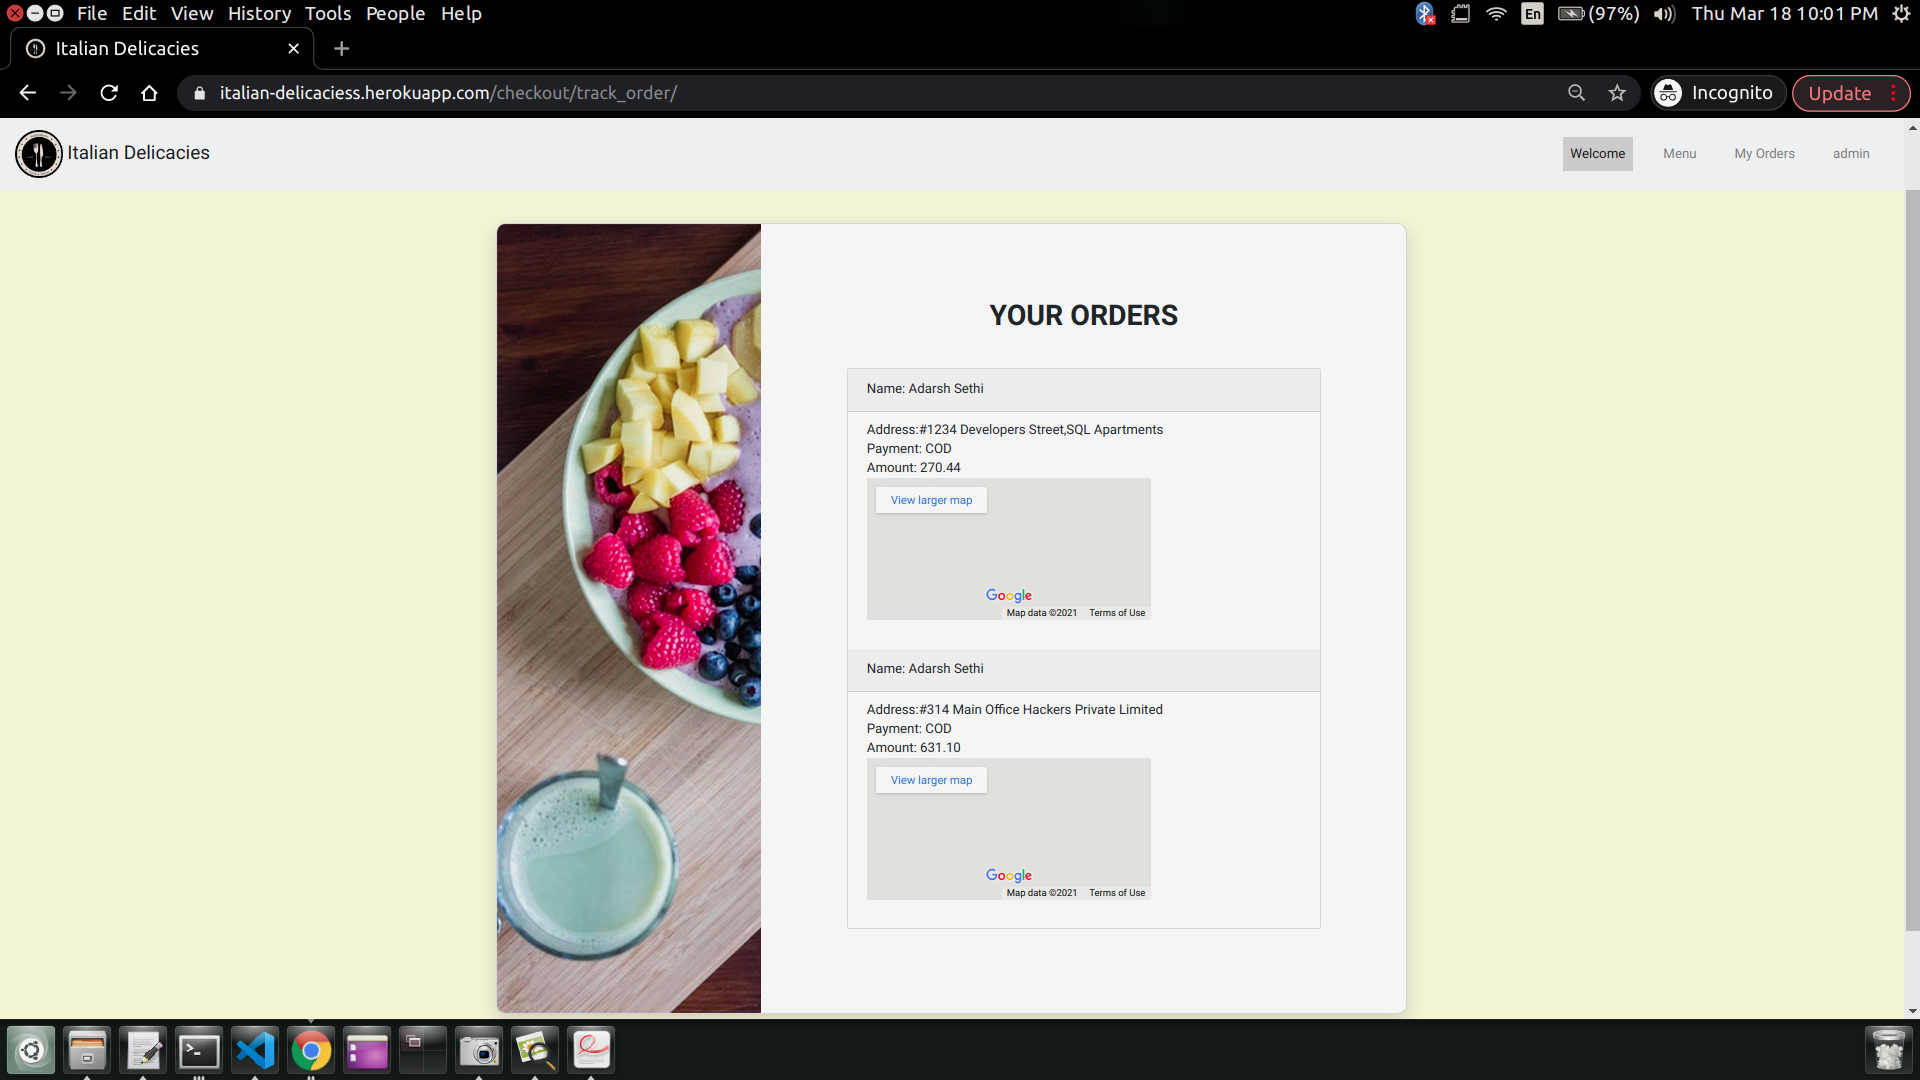 File Edit View History Tools People Help
En (97%) Thu Mar 18 10:01 PM
Italian Delicacies
italian-delicaciess.herokuapp.com/checkout/track_order/
Incognito
Update
Italian Delicacies
Welcome Menu My Orders admin
YOUR ORDERS
Name: Adarsh Sethi
Address:#1234 Developers Street,SQL Apartments
Payment: COD
Amount: 270.44
View larger map
Google
Map data ©2021 Terms of Use
Name: Adarsh Sethi
Address:#314 Main Office Hackers Private Limited
Payment: COD
Amount: 631.10
View larger map
Google
Map data ©2021 Terms of Use